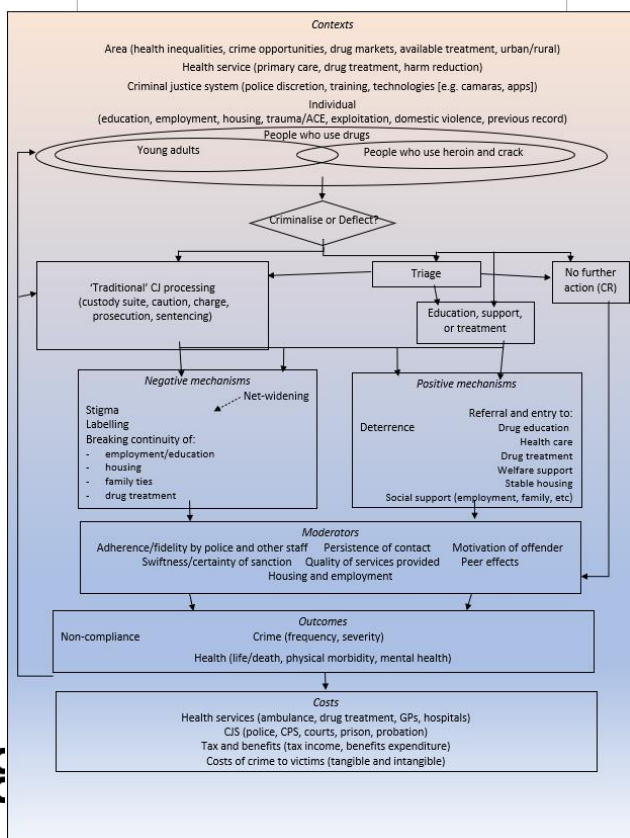 Contexts
Area (health inequalities, crime opportunities, drug markets, available treatment, urban/rural)
Health service (primary care, drug treatment, harm reduction)
Criminal justice system (police discretion, training, technologies [e.g. camaras, apps])
Individual
(education, employment, housing, trauma/ACE, exploitation, domestic violence, previous record)
People who use drugs
Young adults
People who use heroin and crack
Criminalise or Deflect?
‘Traditional’ CJ processing
(custody suite, caution, charge,
prosecution, sentencing)
Triage
No further
action (CR)
Education, support,
or treatment
Negative mechanisms
Net-widening
Stigma
Labelling
Breaking continuity of:
- employment/education
- housing
- family ties
- drug treatment
Positive mechanisms
Deterrence
Referral and entry to:
Drug education
Health care
Drug treatment
Welfare support
Stable housing
Social support (employment, family, etc)
Moderators
Adherence/fidelity by police and other staff Persistence of contact Motivation of offender
Swiftness/certainty of sanction Quality of services provided Peer effects
Housing and employment
Outcomes
Non-compliance Crime (frequency, severity)
Health (life/death, physical morbidity, mental health)
Costs
Health services (ambulance, drug treatment, GPs, hospitals)
CJS (police, CPS, courts, prison, probation)
Tax and benefits (tax income, benefits expenditure)
Costs of crime to victims (tangible and intangible)